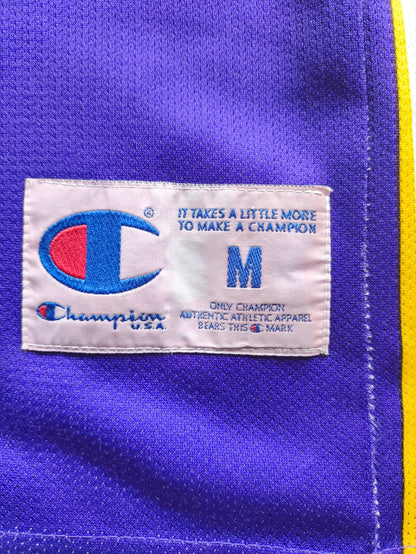 ®
IT TAKES A LITTLE MORE
TO MAKE A CHAMPION
M
Champion
U.S.A.
ONLY CHAMPION
AUTHENTIC ATHLETIC APPAREL
BEARS THIS C MARK